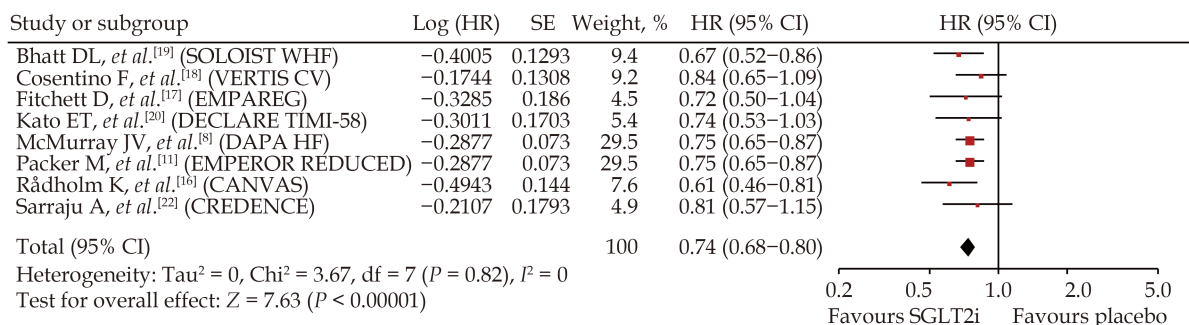 Study or subgroup Log (HR) SE Weight, % HR (95% CI) HR (95% CI)
Bhatt DL, et al.[19] (SOLOIST WHF) −0.4005 0.1293 9.4 0.67 (0.52−0.86)
Cosentino F, et al.[18] (VERTIS CV) −0.1744 0.1308 9.2 0.84 (0.65−1.09)
Fitchett D, et al.[17] (EMPAREG) −0.3285 0.186 4.5 0.72 (0.50−1.04)
Kato ET, et al.[20] (DECLARE TIMI-58) −0.3011 0.1703 5.4 0.74 (0.53−1.03)
McMurray JV, et al.[8] (DAPA HF) −0.2877 0.073 29.5 0.75 (0.65−0.87)
Packer M, et al.[11] (EMPEROR REDUCED) −0.2877 0.073 29.5 0.75 (0.65−0.87)
Rådholm K, et al.[16] (CANVAS) −0.4943 0.144 7.6 0.61 (0.46−0.81)
Sarraju A, et al.[22] (CREDENCE) −0.2107 0.1793 4.9 0.81 (0.57−1.15)
Total (95% CI) 100 0.74 (0.68−0.80)
Heterogeneity: Tau² = 0, Chi² = 3.67, df = 7 (P = 0.82), I² = 0
Test for overall effect: Z = 7.63 (P < 0.00001)
0.2 0.5 1.0 2.0 5.0
Favours SGLT2i Favours placebo